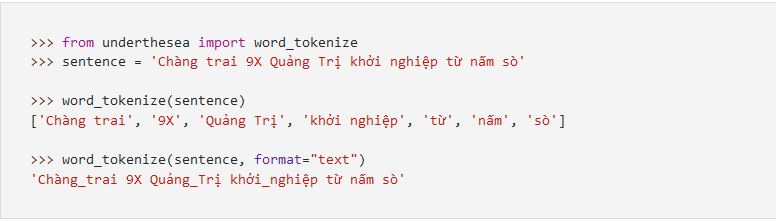 >>> from underthesea import word_tokenize
>>> sentence = 'Chàng trai 9X Quảng Trị khởi nghiệp từ nấm sò'
>>> word_tokenize(sentence)
['Chàng trai', '9X', 'Quảng Trị', 'khởi nghiệp', 'từ', 'nấm', 'sò']
>>> word_tokenize(sentence, format="text")
'Chàng_trai 9X Quảng_Trị khởi_nghiệp từ nấm sò'